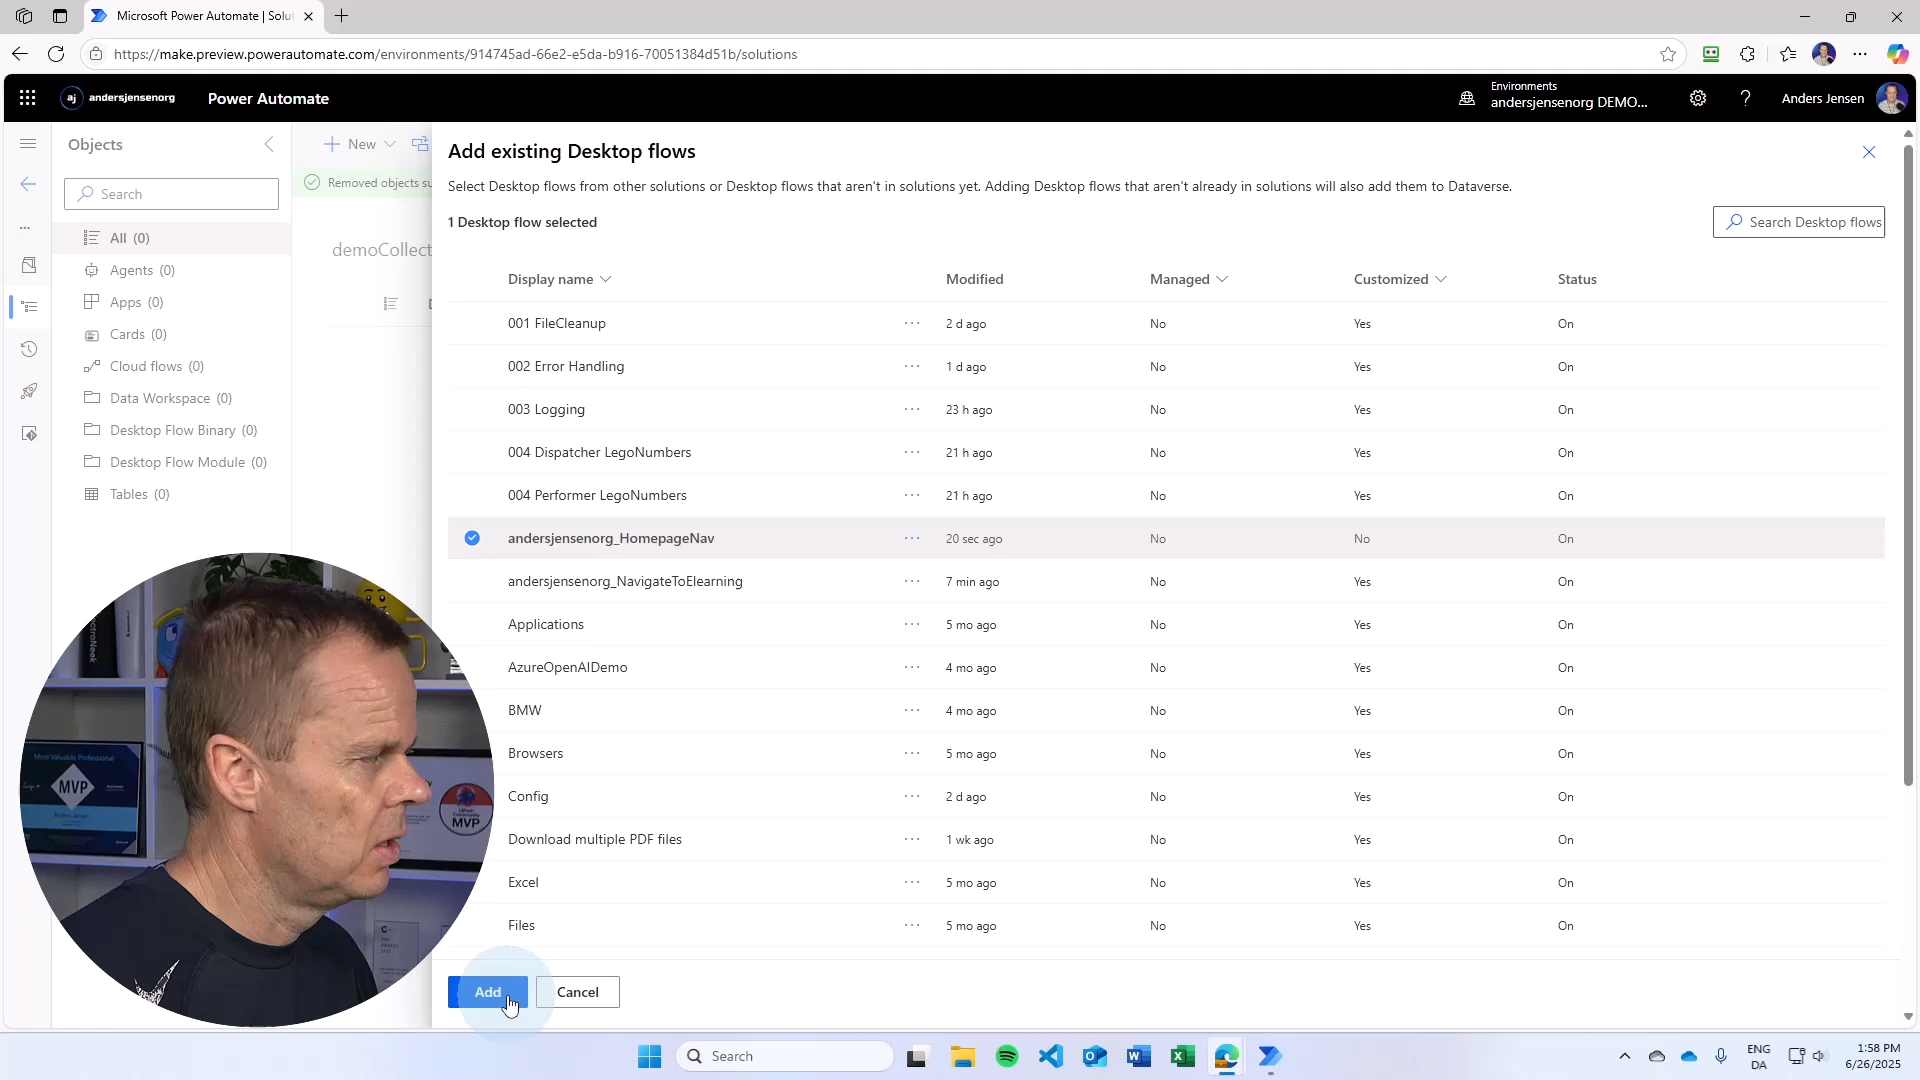 Microsoft Power Automate | Solut
https://make.preview.powerautomate.com/environments/914745ad-66e2-e5da-b916-70051384d51b/solutions
aj andersjensenorg Power Automate
Environments
andersjensenorg DEMO...
Anders Jensen
Objects
Search
All (0)
Agents (0)
Apps (0)
Cards (0)
Cloud flows (0)
Data Workspace (0)
Desktop Flow Binary (0)
Desktop Flow Module (0)
Tables (0)
New
Removed objects su
demoCollect
Add existing Desktop flows
Select Desktop flows from other solutions or Desktop flows that aren't in solutions yet. Adding Desktop flows that aren't already in solutions will also add them to Dataverse.
1 Desktop flow selected
Search Desktop flows
Display name Modified Managed Customized Status
001 FileCleanup ... 2 d ago No Yes On
002 Error Handling ... 1 d ago No Yes On
003 Logging ... 23 h ago No Yes On
004 Dispatcher LegoNumbers ... 21 h ago No Yes On
004 Performer LegoNumbers ... 21 h ago No Yes On
andersjensenorg_HomepageNav ... 20 sec ago No No On
andersjensenorg_NavigateToElearning ... 7 min ago No Yes On
Applications ... 5 mo ago No Yes On
AzureOpenAIDemo ... 4 mo ago No Yes On
BMW ... 4 mo ago No Yes On
Browsers ... 5 mo ago No Yes On
Config ... 2 d ago No Yes On
Download multiple PDF files ... 1 wk ago No Yes On
Excel ... 5 mo ago No Yes On
Files ... 5 mo ago No Yes On
Add Cancel
Most Valuable Professional
MVP
MVP
Search
ENG
DA
1:58 PM
6/26/2025